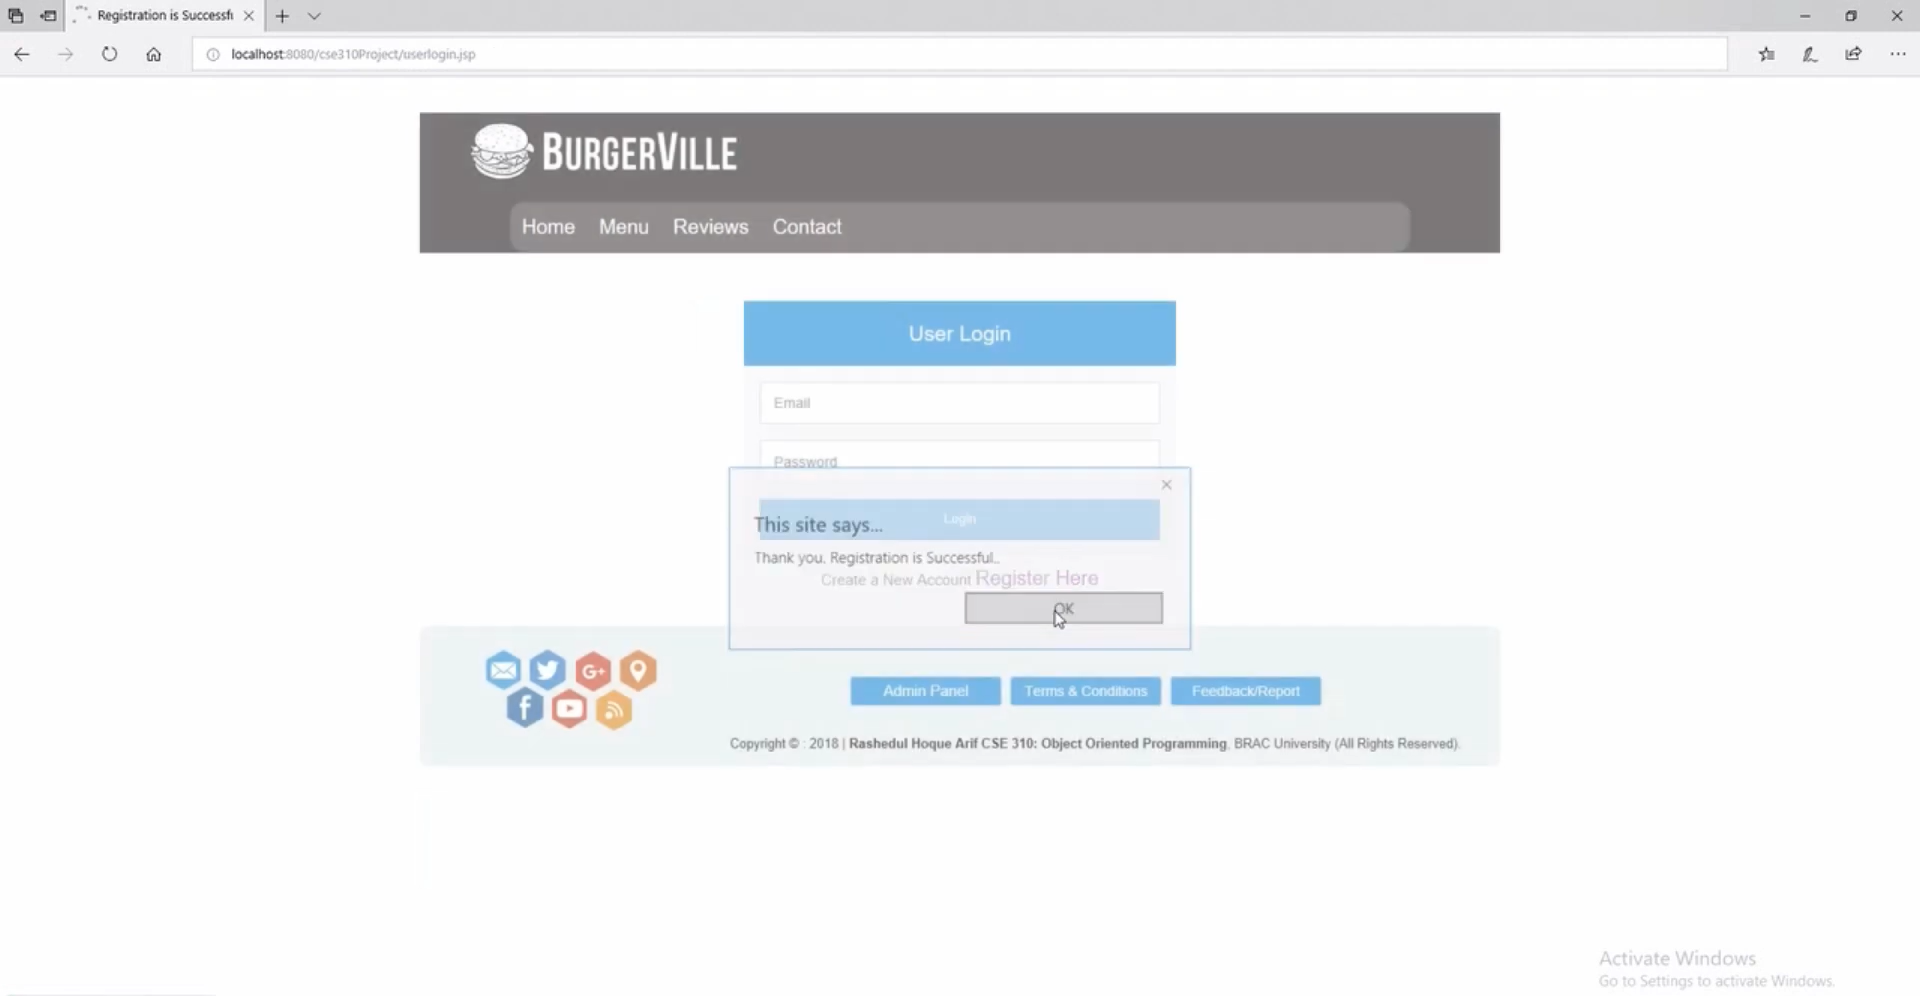 Registration is Successfu
localhost:8080/cse310Project/userlogin.jsp
BURGERVILLE
Home Menu Reviews Contact
User Login
Email
Password
Login
This site says...
Thank you. Registration is Successful..
Create a New Account Register Here
OK
Admin Panel Terms & Conditions Feedback/Report
Copyright © : 2018 | Rashedul Hoque Arif CSE 310: Object Oriented Programming, BRAC University (All Rights Reserved).
Activate Windows
Go to Settings to activate Windows.